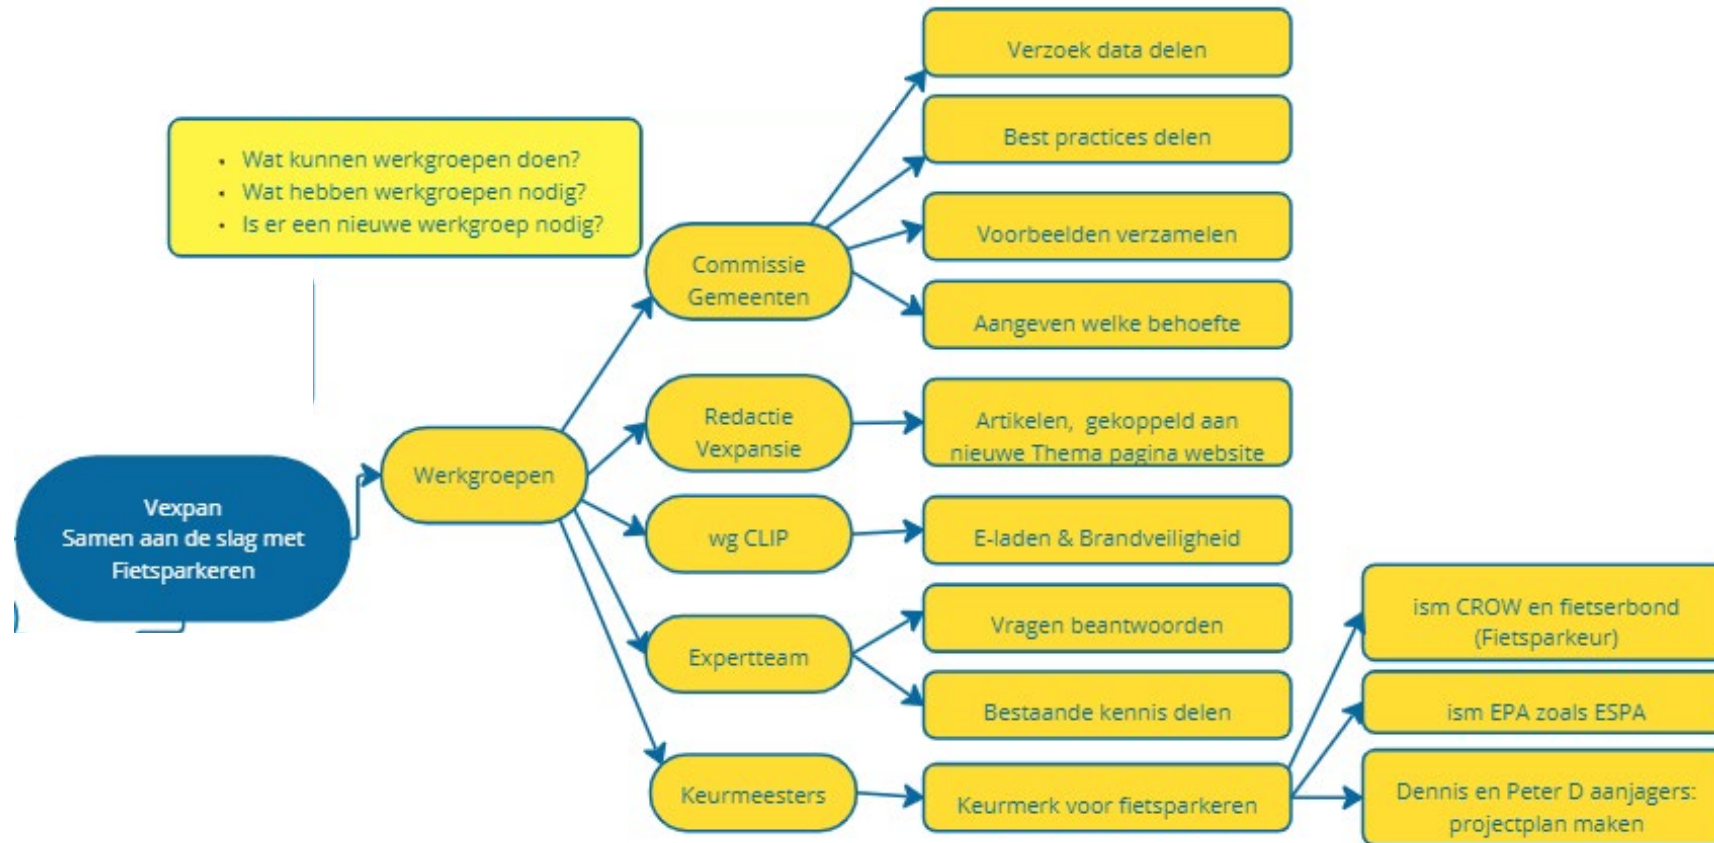 Verzoek data delen
Best practices delen
• Wat kunnen werkgroepen doen?
• Wat hebben werkgroepen nodig?
• Is er een nieuwe werkgroep nodig?
Voorbeelden verzamelen
Commissie
Gemeenten
Aangeven welke behoefte
Redactie
Vexpansie
Artikelen, gekoppeld aan
nieuwe Thema pagina website
Werkgroepen
Vexpan
Samen aan de slag met
Fietsparkeren
wg CLIP
E-laden & Brandveiligheid
Expertteam
Vragen beantwoorden
Bestaande kennis delen
Keurmeesters
Keurmerk voor fietsparkeren
ism CROW en fietserbond
(Fietsparkeur)
ism EPA zoals ESPA
Dennis en Peter D aanjagers:
projectplan maken